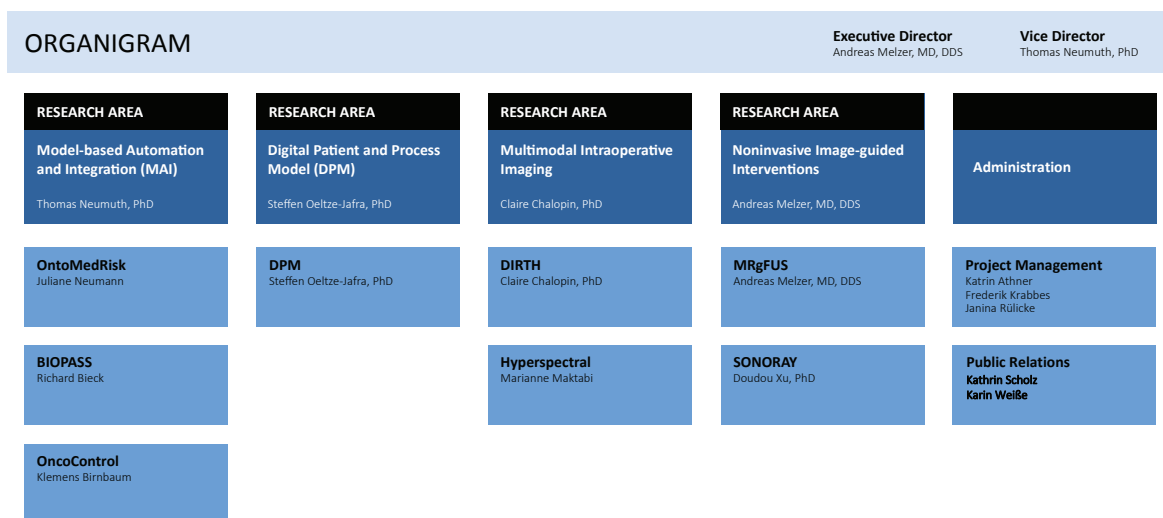 ORGANIGRAM
Executive Director
Andreas Melzer, MD, DDS
Vice Director
Thomas Neumuth, PhD
RESEARCH AREA
Model-based Automation
and Integration (MAI)
Thomas Neumuth, PhD
OntoMedRisk
Juliane Neumann
BIOPASS
Richard Bieck
OncoControl
Klemens Birnbaum
RESEARCH AREA
Digital Patient and Process
Model (DPM)
Steffen Oeltze-Jafra, PhD
DPM
Steffen Oeltze-Jafra, PhD
RESEARCH AREA
Multimodal Intraoperative
Imaging
Claire Chalopin, PhD
DIRTH
Claire Chalopin, PhD
Hyperspectral
Marianne Maktabi
RESEARCH AREA
Noninvasive Image-guided
Interventions
Andreas Melzer, MD, DDS
MRgFUS
Andreas Melzer, MD, DDS
SONORAY
Doudou Xu, PhD
Administration
Project Management
Katrin Athner
Frederik Krabbes
Janina Rülicke
Public Relations
Kathrin Scholz
Karin Weiße